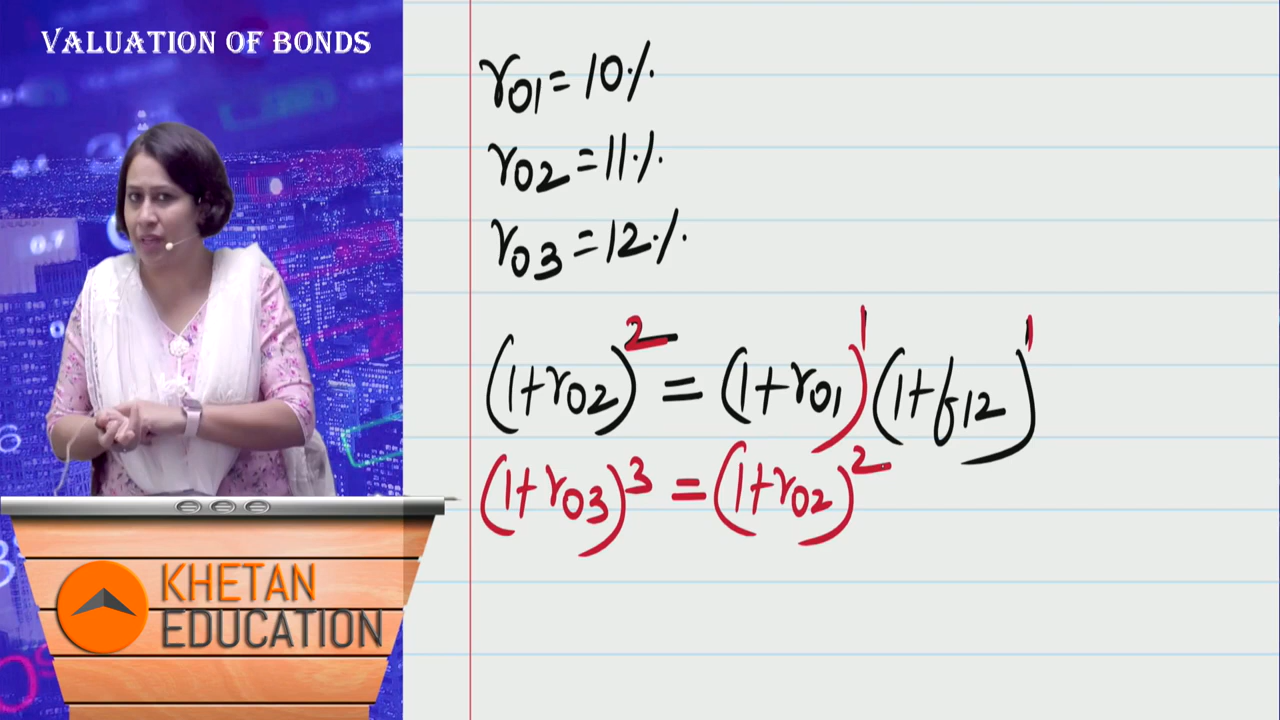 VALUATION OF BONDS
r01 = 10%
r02 = 11%
r03 = 12%
(1+r02)² = (1+r01)¹ (1+f12)¹
(1+r03)³ = (1+r02)²
KHETAN
EDUCATION